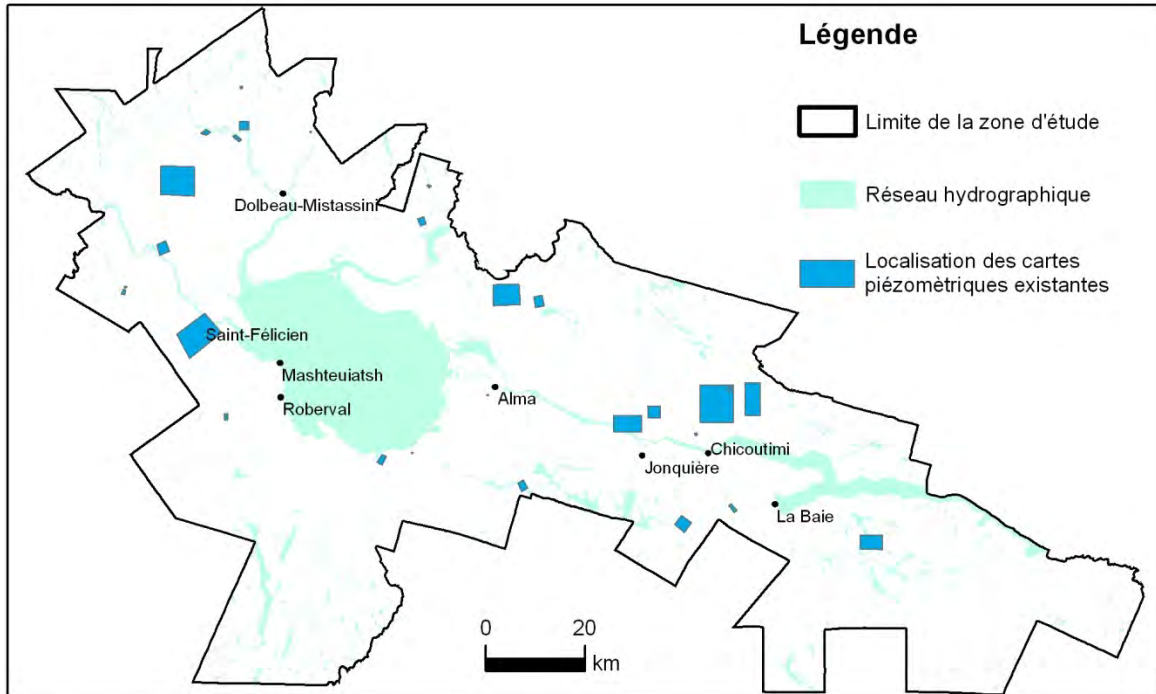 Légende
Limite de la zone d'étude
Réseau hydrographique
Localisation des cartes
piézomètriques existantes
Dolbeau-Mistassini
Saint-Félicien
Mashteuiatsh
Roberval
Alma
Chicoutimi
Jonquière
La Baie
0 20
km